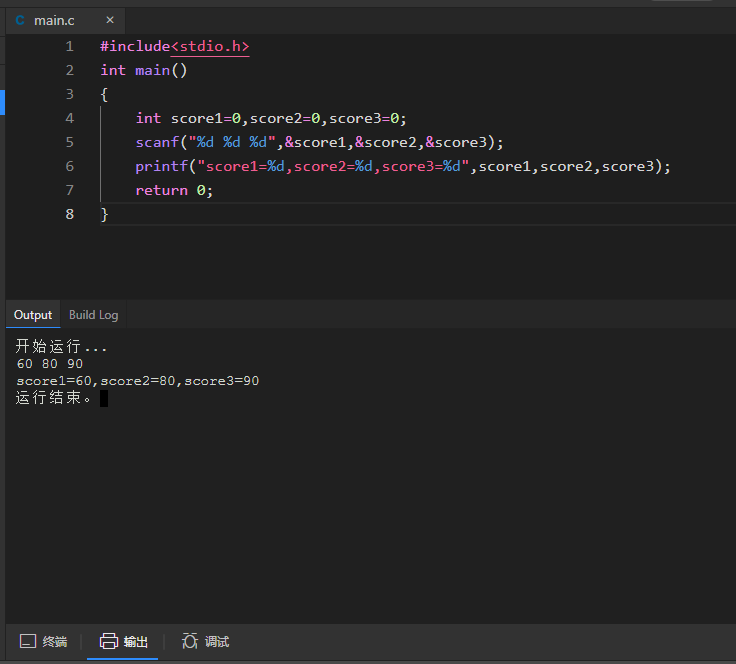 C main.c ×
1 #include<stdio.h>
2 int main()
3 {
4 int score1=0,score2=0,score3=0;
5 scanf("%d %d %d",&score1,&score2,&score3);
6 printf("score1=%d,score2=%d,score3=%d",score1,score2,score3);
7 return 0;
8 }
Output Build Log
开始运行...
60 80 90
score1=60,score2=80,score3=90
运行结束。
终端 输出 调试